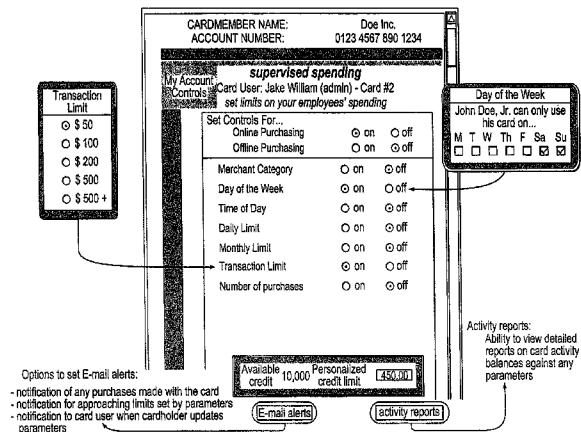 CARDMEMBER NAME: Doe Inc.
ACCOUNT NUMBER: 0123 4567 890 1234
My Account
Controls
supervised spending
Card User: Jake William (admin) - Card #2
set limits on your employees' spending
Set Controls For...
Online Purchasing on off
Offline Purchasing on off
Merchant Category on off
Day of the Week on off
Time of Day on off
Daily Limit on off
Monthly Limit on off
Transaction Limit on off
Number of purchases on off
Available credit 10,000 Personalized credit limit 450.00
E-mail alerts
activity reports
Transaction
Limit
$ 50
$ 100
$ 200
$ 500
$ 500 +
Day of the Week
John Doe, Jr. can only use
his card on...
M T W Th F Sa Su
Options to set E-mail alerts:
- notification of any purchases made with the card
- notification for approaching limits set by parameters
- notification to card user when cardholder updates
parameters
Activity reports:
Ability to view detailed
reports on card activity
balances against any
parameters